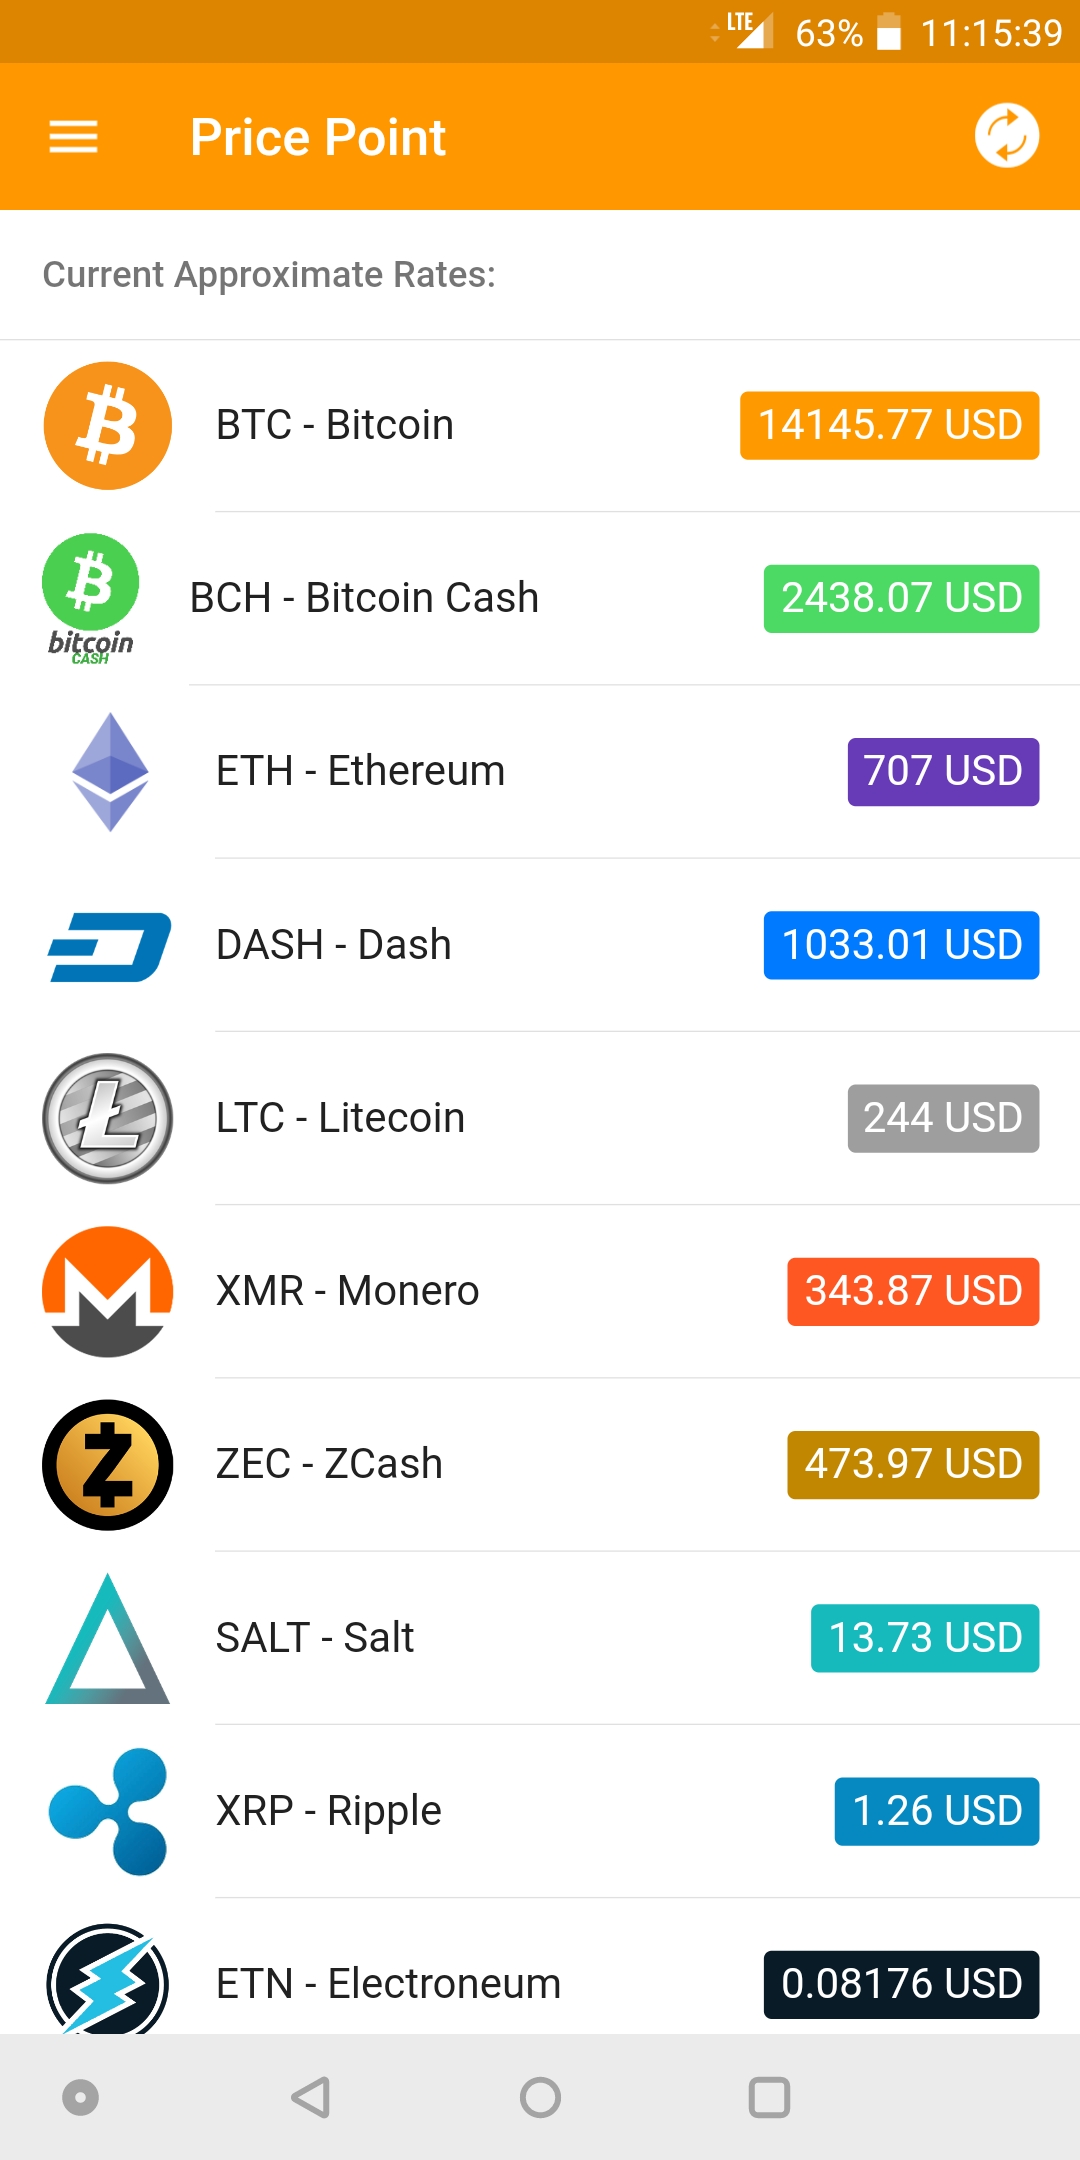 LTE 63% 11:15:39
Price Point
Current Approximate Rates:
BTC - Bitcoin 14145.77 USD
BCH - Bitcoin Cash 2438.07 USD
bitcoin
CASH
ETH - Ethereum 707 USD
DASH - Dash 1033.01 USD
LTC - Litecoin 244 USD
XMR - Monero 343.87 USD
ZEC - ZCash 473.97 USD
SALT - Salt 13.73 USD
XRP - Ripple 1.26 USD
ETN - Electroneum 0.08176 USD